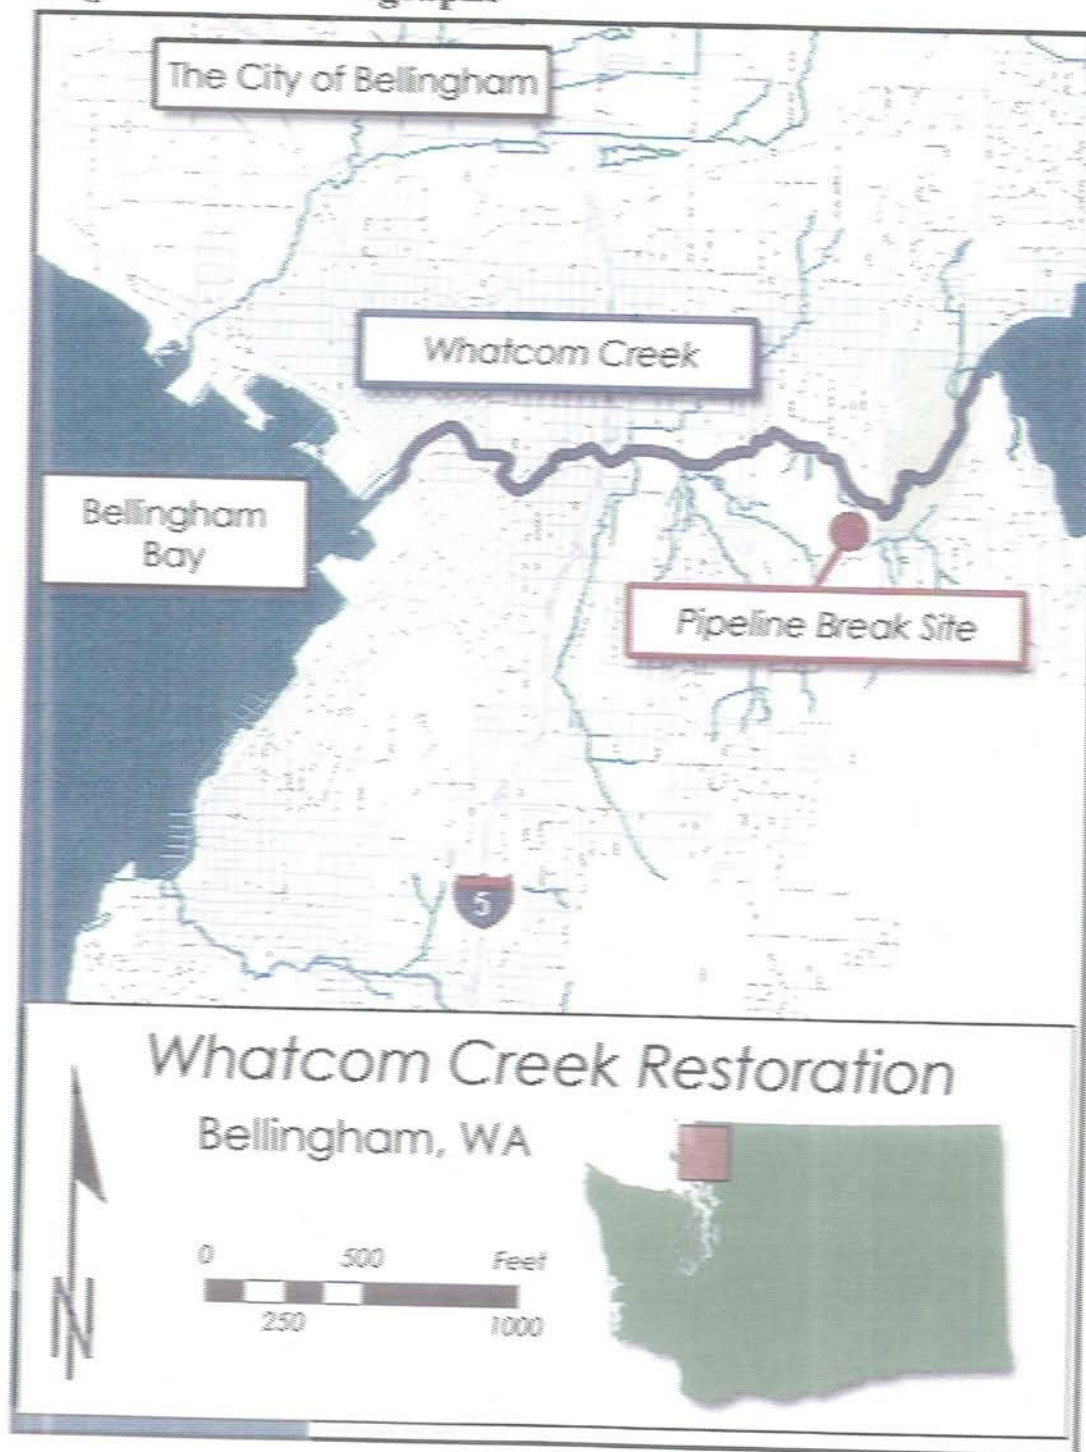 The City of Bellingham
Whatcom Creek
Bellingham
Bay
Pipeline Break Site
5
Whatcom Creek Restoration
Bellingham, WA
0 500 Feet
250 1000
N